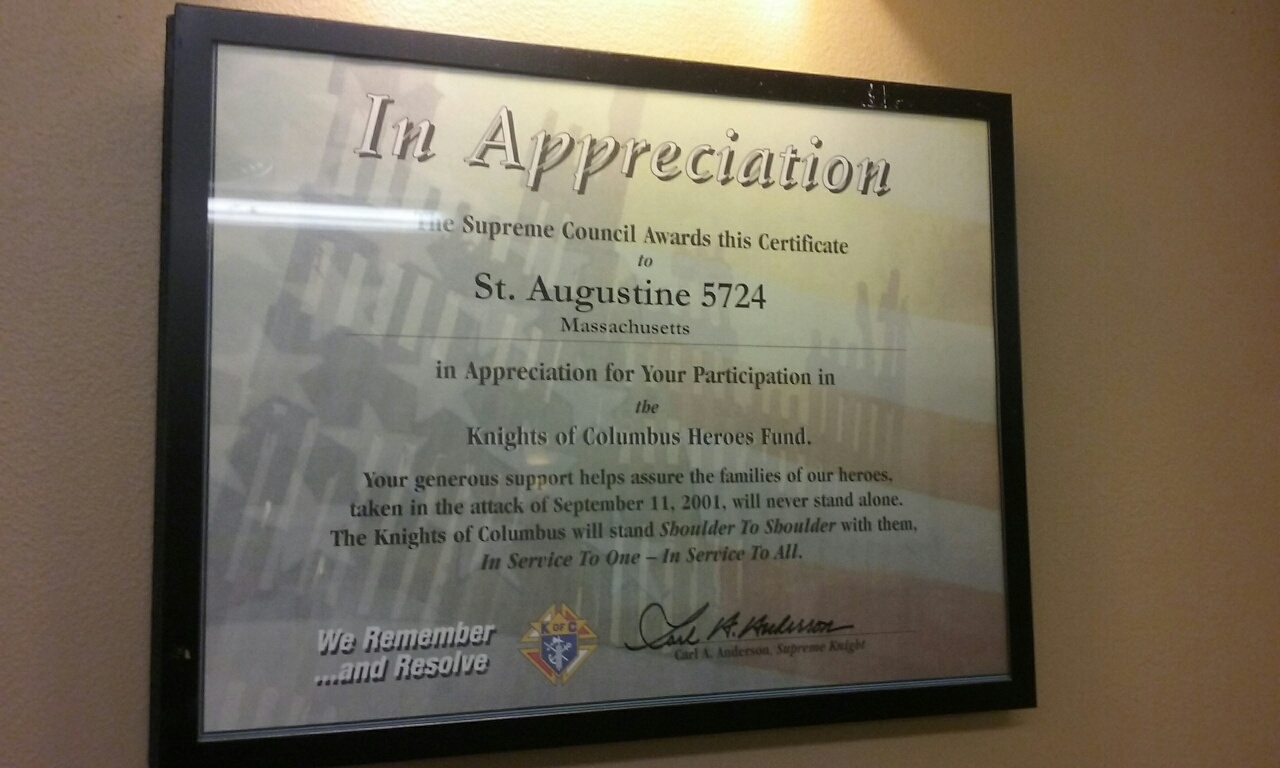 In Appreciation
The Supreme Council Awards this Certificate
to
St. Augustine 5724
Massachusetts
in Appreciation for Your Participation in
the
Knights of Columbus Heroes Fund.
Your generous support helps assure the families of our heroes,
taken in the attack of September 11, 2001, will never stand alone.
The Knights of Columbus will stand Shoulder To Shoulder with them,
In Service To One – In Service To All.
We Remember
...and Resolve
K OF C
Carl A. Anderson
Carl A. Anderson, Supreme Knight